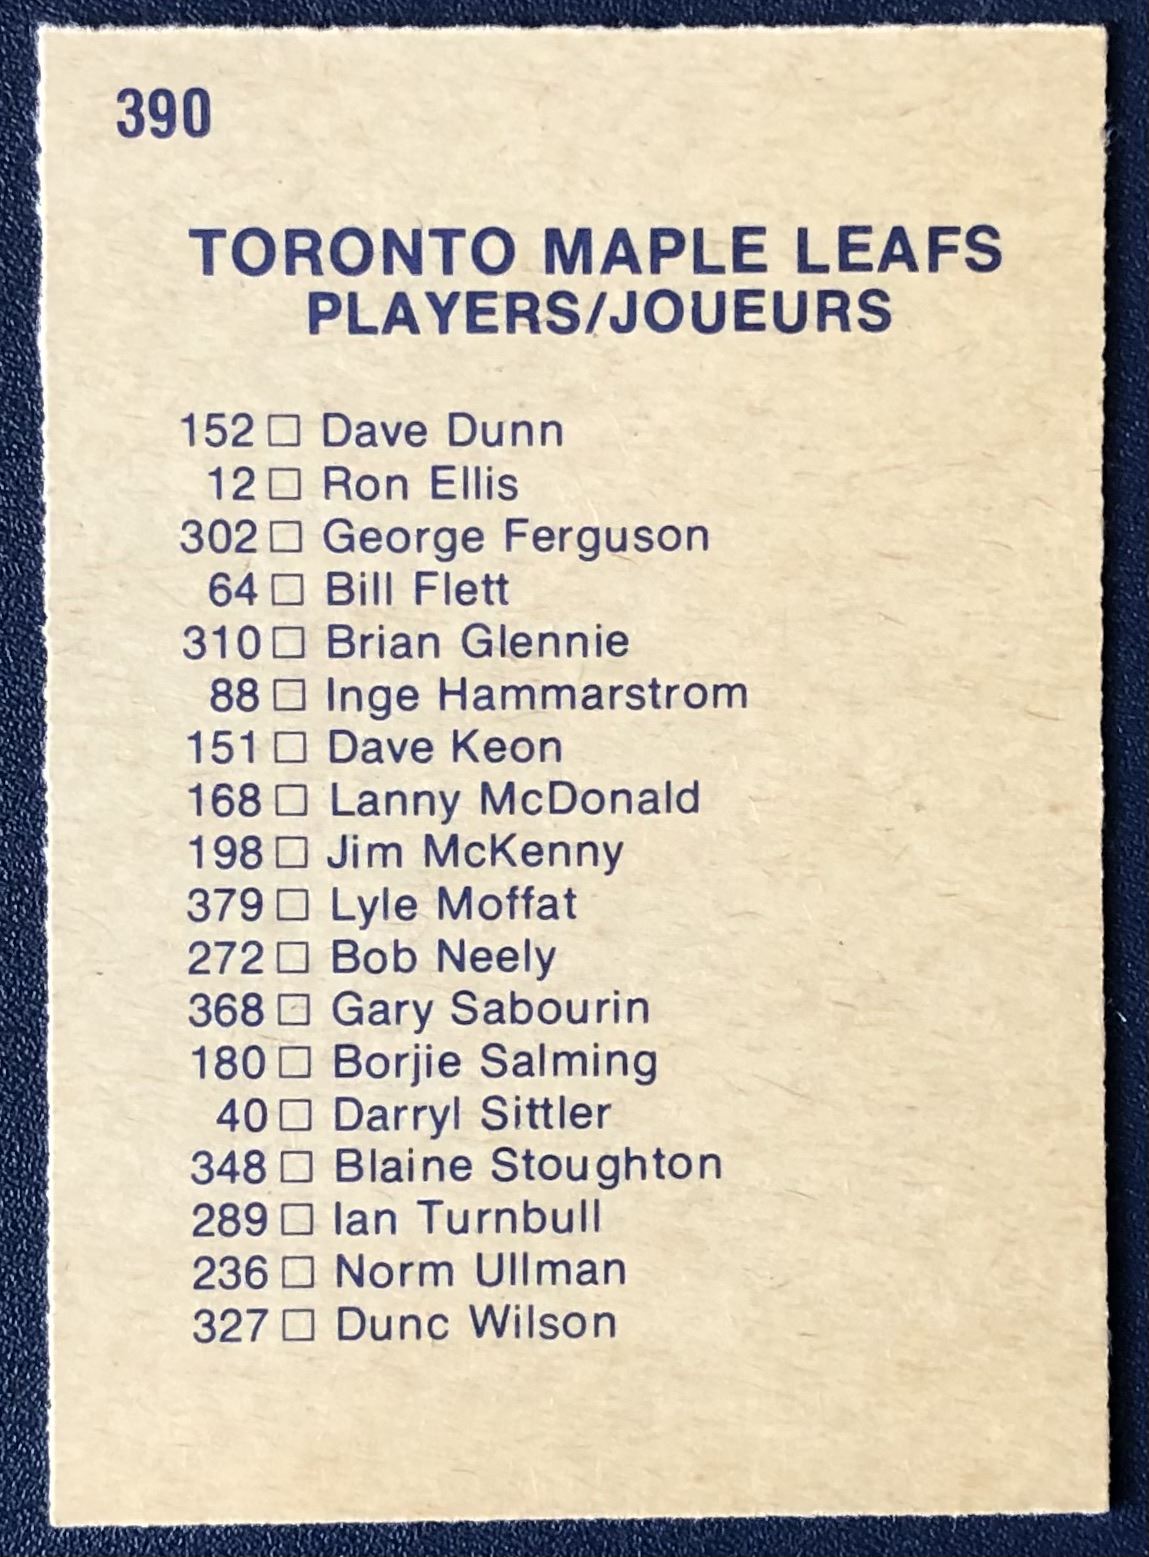 390
TORONTO MAPLE LEAFS
PLAYERS/JOUEURS
152 □ Dave Dunn
12 □ Ron Ellis
302 □ George Ferguson
64 □ Bill Flett
310 □ Brian Glennie
88 □ Inge Hammarstrom
151 □ Dave Keon
168 □ Lanny McDonald
198 □ Jim McKenny
379 □ Lyle Moffat
272 □ Bob Neely
368 □ Gary Sabourin
180 □ Borjie Salming
40 □ Darryl Sittler
348 □ Blaine Stoughton
289 □ Ian Turnbull
236 □ Norm Ullman
327 □ Dunc Wilson